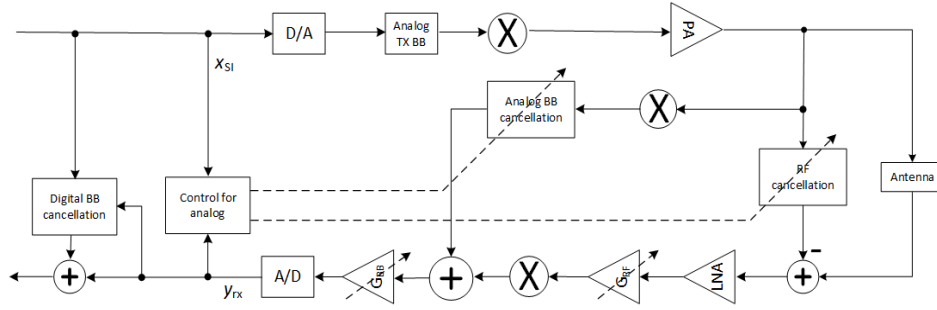 D/A
Analog
TX BB
X
PA
x_SI
Analog BB
cancellation
X
RF
cancellation
Antenna
Digital BB
cancellation
Control for
analog
-
+
y_rx
A/D
G_BB
+
X
G_RF
LNA
+